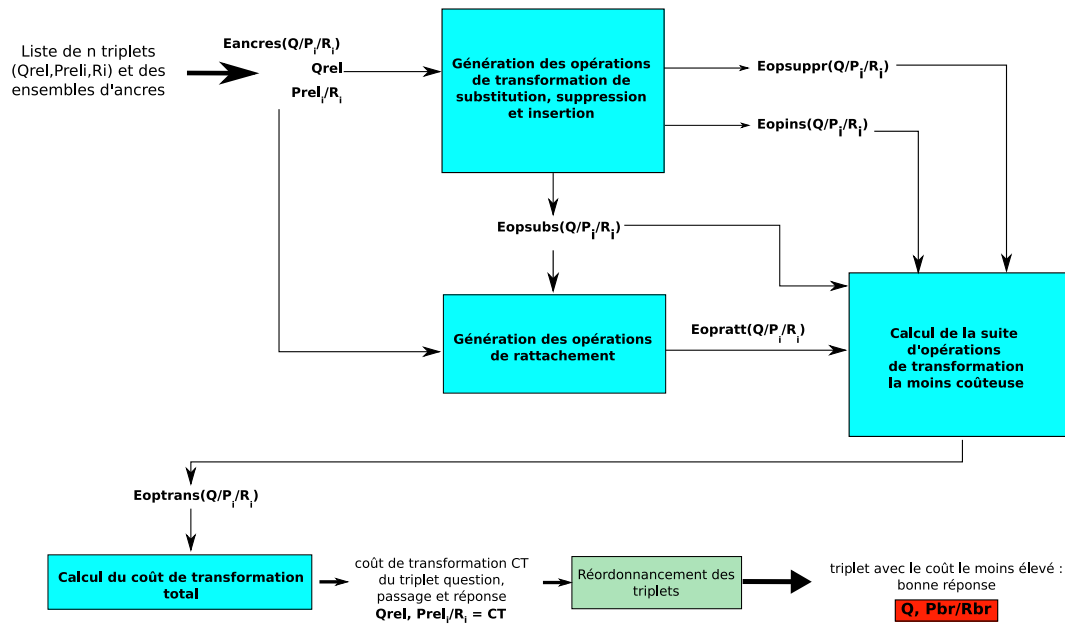 Liste de n triplets
(Qrel,Preli,Ri) et des
ensembles d'ancres
Eancres(Q/Pi/Ri)
Qrel
Preli/Ri
Génération des opérations
de transformation de
substitution, suppression
et insertion
Eopsuppr(Q/Pi/Ri)
Eopins(Q/Pi/Ri)
Eopsubs(Q/Pi/Ri)
Génération des opérations
de rattachement
Eopratt(Q/Pi/Ri)
Calcul de la suite
d'opérations
de transformation
la moins coûteuse
Eoptrans(Q/Pi/Ri)
Calcul du coût de transformation
total
coût de transformation CT
du triplet question,
passage et réponse
Qrel, Preli/Ri = CT
Réordonnancement des
triplets
triplet avec le coût le moins élevé :
bonne réponse
Q, Pbr/Rbr